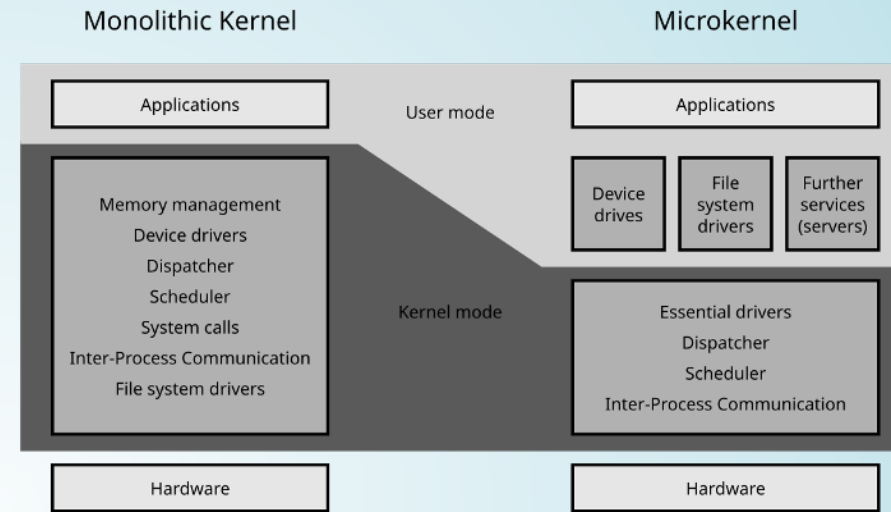 Monolithic Kernel
Microkernel
Applications
User mode
Applications
Memory management
Device drivers
Dispatcher
Scheduler
System calls
Inter-Process Communication
File system drivers
Device
drives
File
system
drivers
Further
services
(servers)
Kernel mode
Essential drivers
Dispatcher
Scheduler
Inter-Process Communication
Hardware
Hardware